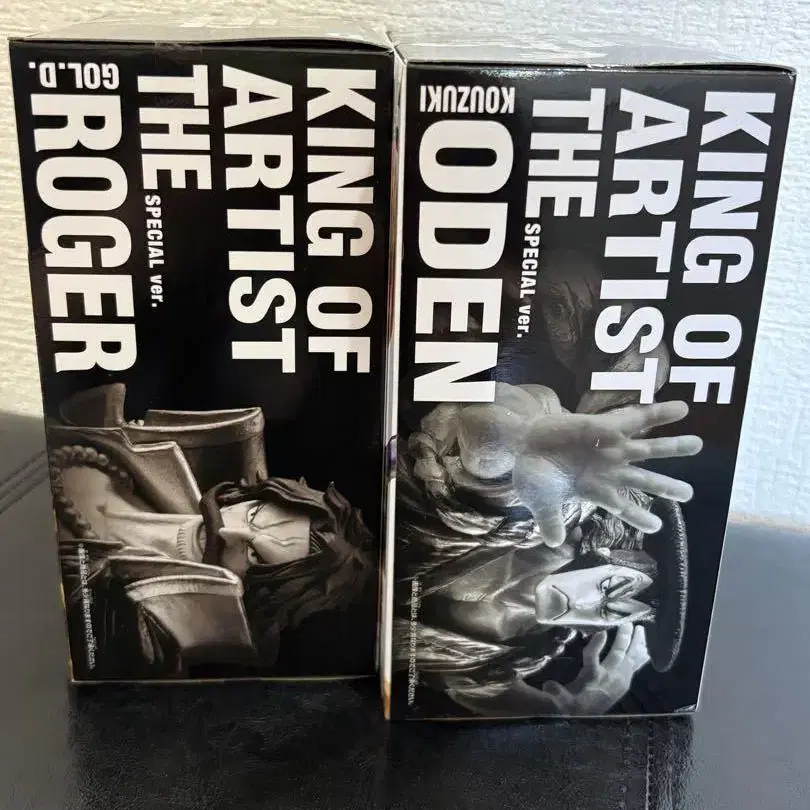 KING OF
ARTIST
THE
SPECIAL ver.
GOL.D.
ROGER
KING OF
ARTIST
THE
SPECIAL ver.
KOUZUKI
ODEN